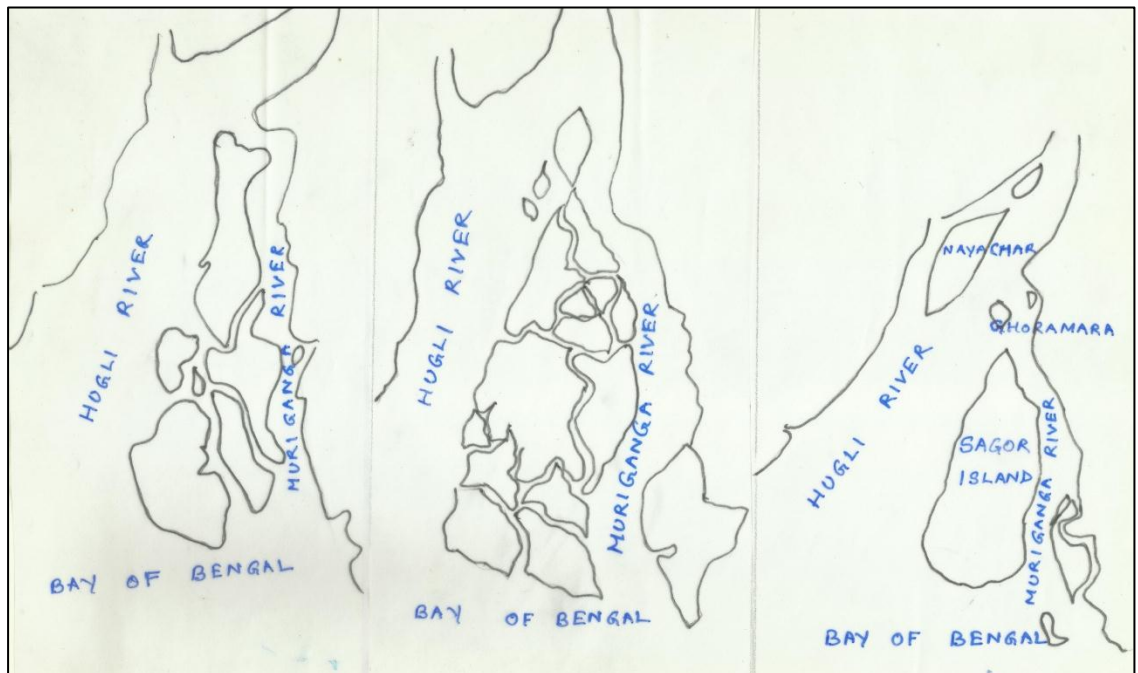 HUGLI RIVER
MURIGANGA RIVER
BAY OF BENGAL
HUGLI RIVER
MURIGANGA RIVER
BAY OF BENGAL
NAYACHAR
GHORAMARA
HUGLI RIVER
SAGOR
ISLAND
MURIGANGA RIVER
BAY OF BENGAL